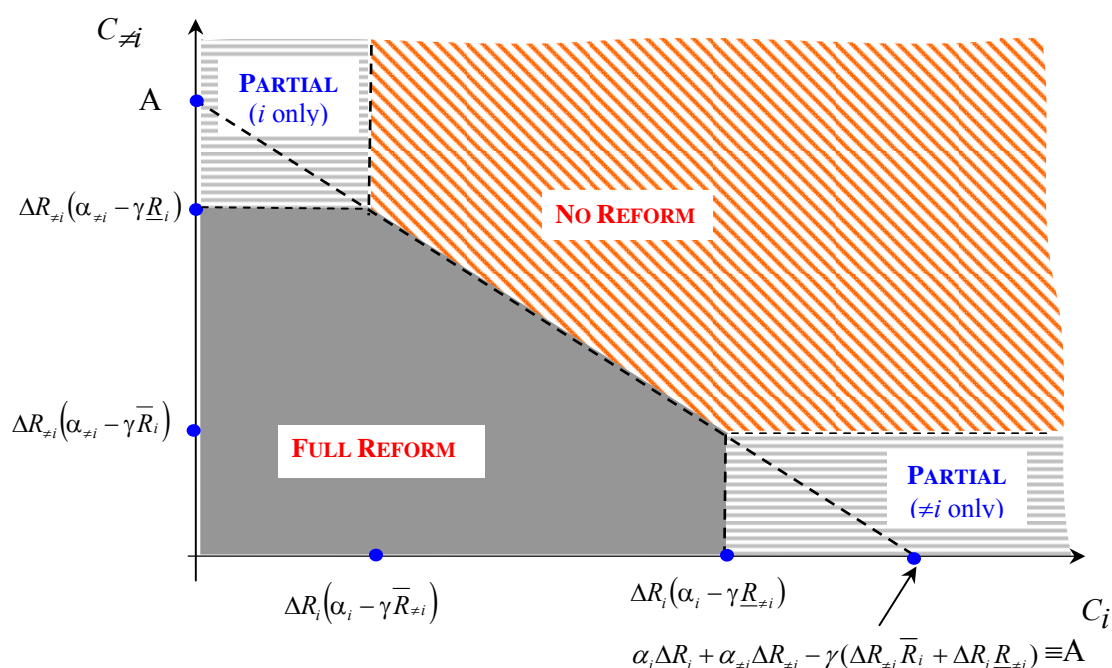 C≠i
PARTIAL
(i only)
A
ΔR≠i(α≠i − γR̲i)
NO REFORM
ΔR≠i(α≠i − γR̅i)
FULL REFORM
PARTIAL
(≠i only)
ΔRi(αi − γR̅≠i)
ΔRi(αi − γR̲≠i)
Ci
αiΔRi + α≠iΔR≠i − γ(ΔR≠iR̅i + ΔRiR̲≠i) ≡A